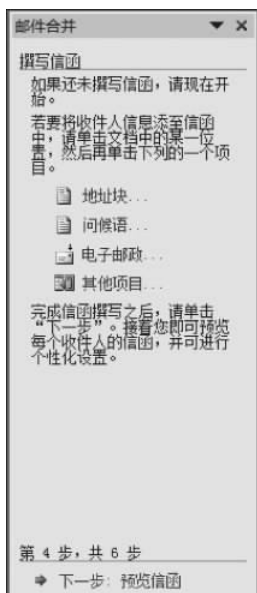 邮件合并
撰写信函
如果还未撰写信函，请现在开
始。
若要将收件人信息添至信函
中，请单击文档中的某一位
置，然后再单击下列的一个项
目。
地址块...
问候语...
电子邮政...
其他项目...
完成信函撰写之后，请单击
“下一步”。接着您即可预览
每个收件人的信函，并可进行
个性化设置。
第 4 步，共 6 步
下一步: 预览信函